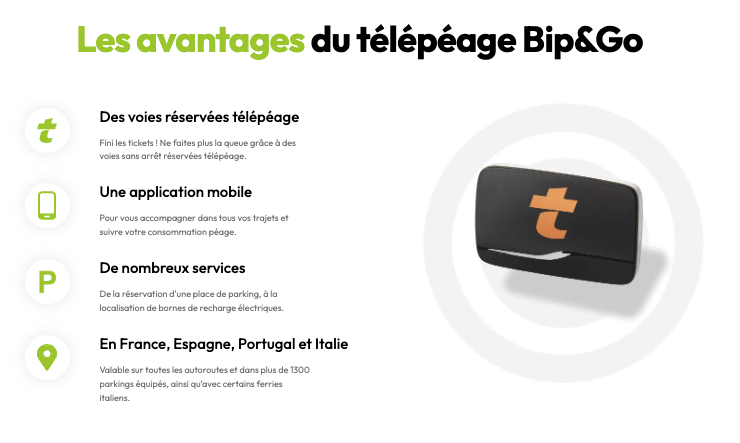 Les avantages du télépéage Bip&Go
t
Des voies réservées télépéage
Fini les tickets ! Ne faites plus la queue grâce à des
voies sans arrêt réservées télépéage.
Une application mobile
Pour vous accompagner dans tous vos trajets et
suivre votre consommation péage.
P
De nombreux services
De la réservation d'une place de parking, à la
localisation de bornes de recharge électriques.
En France, Espagne, Portugal et Italie
Valable sur toutes les autoroutes et dans plus de 1300
parkings équipés, ainsi qu'avec certains ferries
italiens.
t